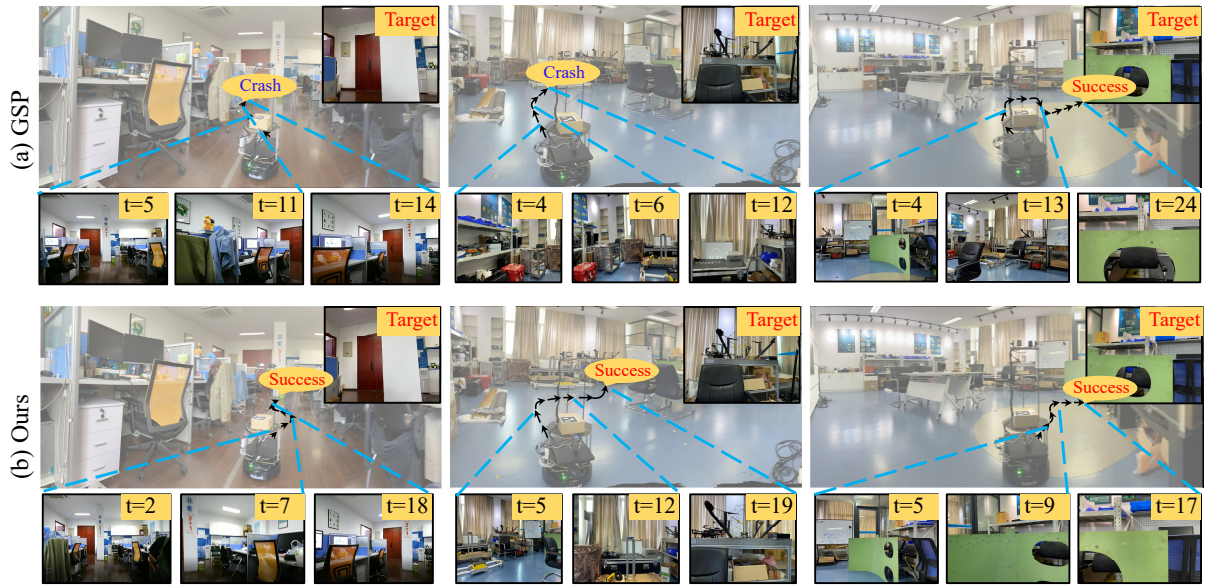 (a) GSP
Target
Crash
t=5
t=11
t=14
Target
Crash
t=4
t=6
t=12
Target
Success
t=4
t=13
t=24
(b) Ours
Target
Success
t=2
t=7
t=18
Target
Success
t=5
t=12
t=19
Target
Success
t=5
t=9
t=17